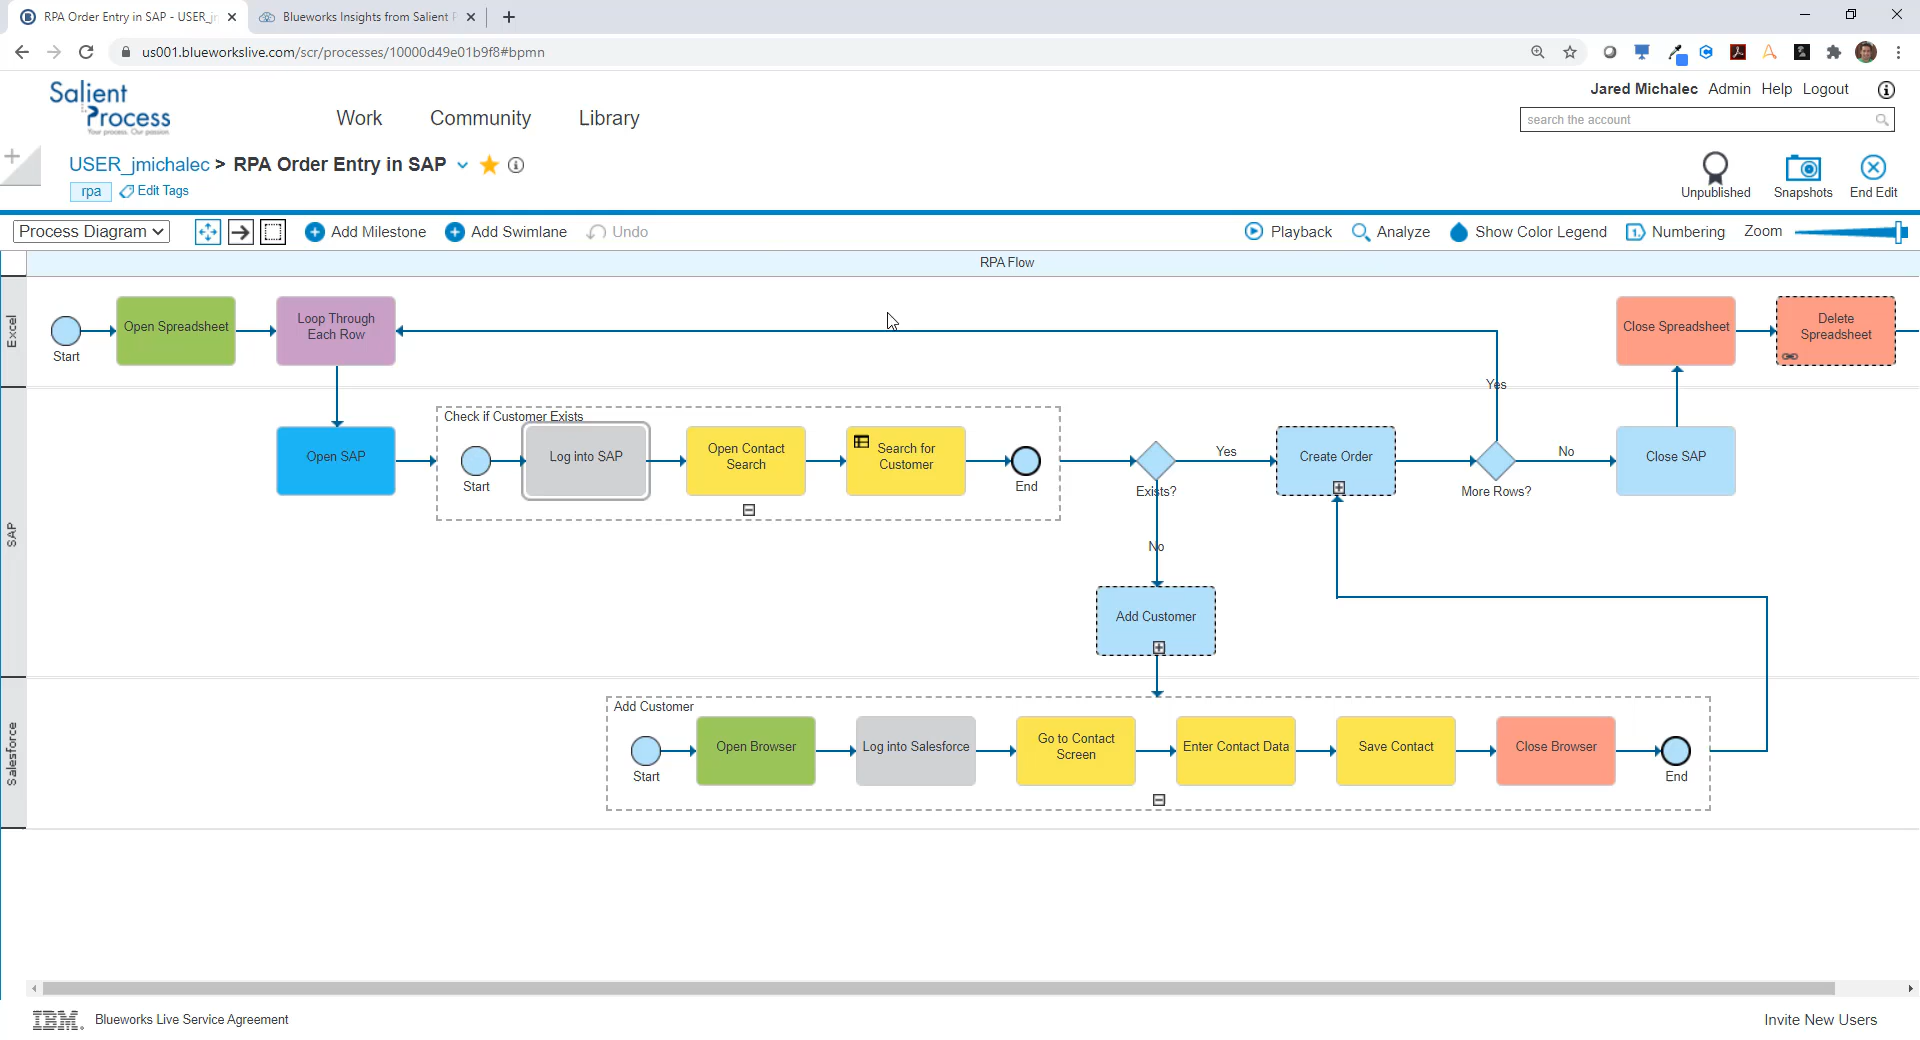 RPA Order Entry in SAP - USER_jm
Blueworks Insights from Salient P
us001.blueworkslive.com/scr/processes/10000d49e01b9f8#bpmn
Salient
Process
Your process. Our passion.
Work
Community
Library
Jared Michalec
Admin
Help
Logout
search the account
USER_jmichalec > RPA Order Entry in SAP
rpa
Edit Tags
Unpublished
Snapshots
End Edit
Process Diagram
Add Milestone
Add Swimlane
Undo
Playback
Analyze
Show Color Legend
Numbering
Zoom
RPA Flow
Excel
Start
Open Spreadsheet
Loop Through
Each Row
Close Spreadsheet
Delete
Spreadsheet
Yes
SAP
Open SAP
Check if Customer Exists
Start
Log into SAP
Open Contact
Search
Search for
Customer
End
Exists?
Yes
Create Order
More Rows?
No
Close SAP
No
Add Customer
Salesforce
Add Customer
Start
Open Browser
Log into Salesforce
Go to Contact
Screen
Enter Contact Data
Save Contact
Close Browser
End
IBM.
Blueworks Live Service Agreement
Invite New Users